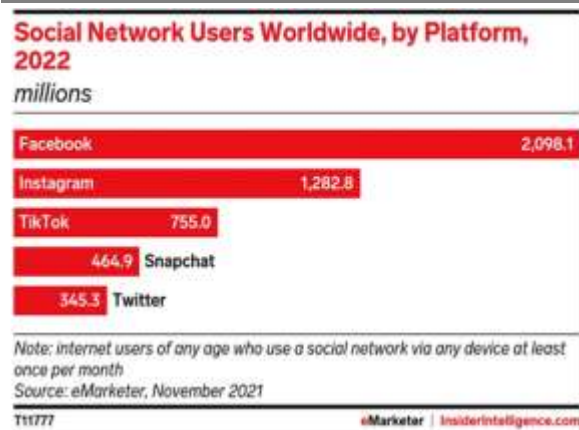 Social Network Users Worldwide, by Platform,
2022
millions
Facebook 2,098.1
Instagram 1,282.8
TikTok 755.0
464.9 Snapchat
345.3 Twitter
Note: internet users of any age who use a social network via any device at least
once per month
Source: eMarketer, November 2021
T11777 eMarketer | InsiderIntelligence.com